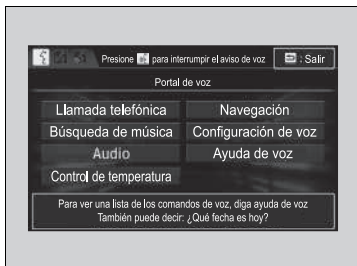 Presione para interrumpir el aviso de voz : Salir
Portal de voz
Llamada telefónica Navegación
Búsqueda de música Configuración de voz
Audio Ayuda de voz
Control de temperatura
Para ver una lista de los comandos de voz, diga ayuda de voz
También puede decir: ¿Qué fecha es hoy?